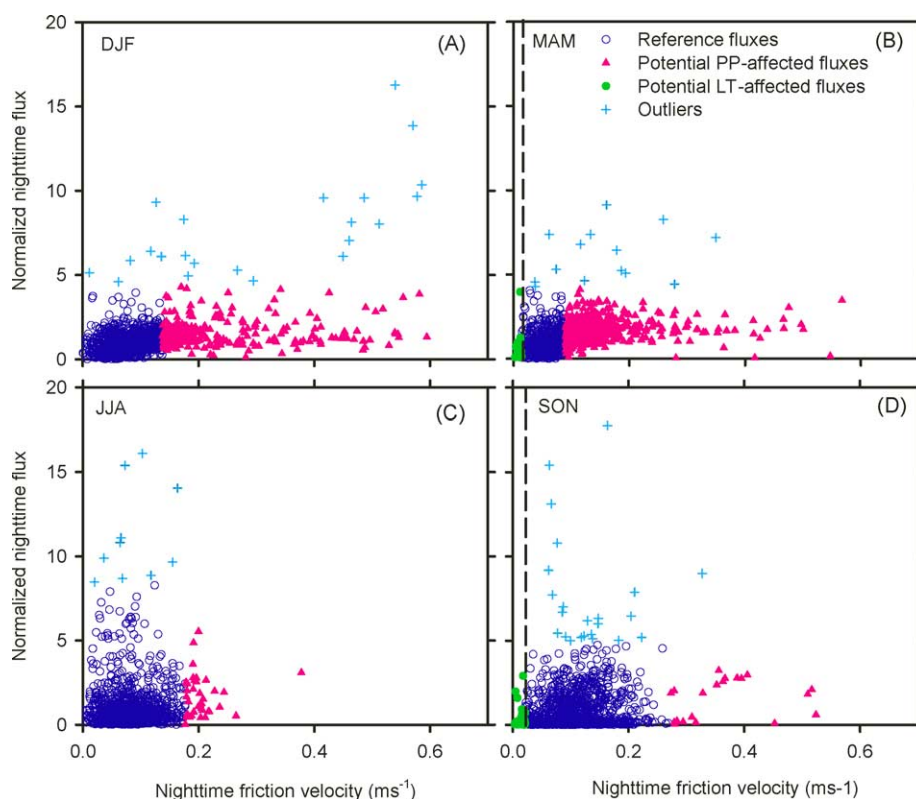 20
15
10
5
0
Normalizd nighttime flux
DJF
(A)
MAM
(B)
Reference fluxes
Potential PP-affected fluxes
Potential LT-affected fluxes
Outliers
20
15
10
5
0
Normalized nighttime flux
JJA
(C)
SON
(D)
0.0 0.2 0.4 0.6
0.0 0.2 0.4 0.6
Nighttime friction velocity (ms⁻¹)
Nighttime friction velocity (ms-1)